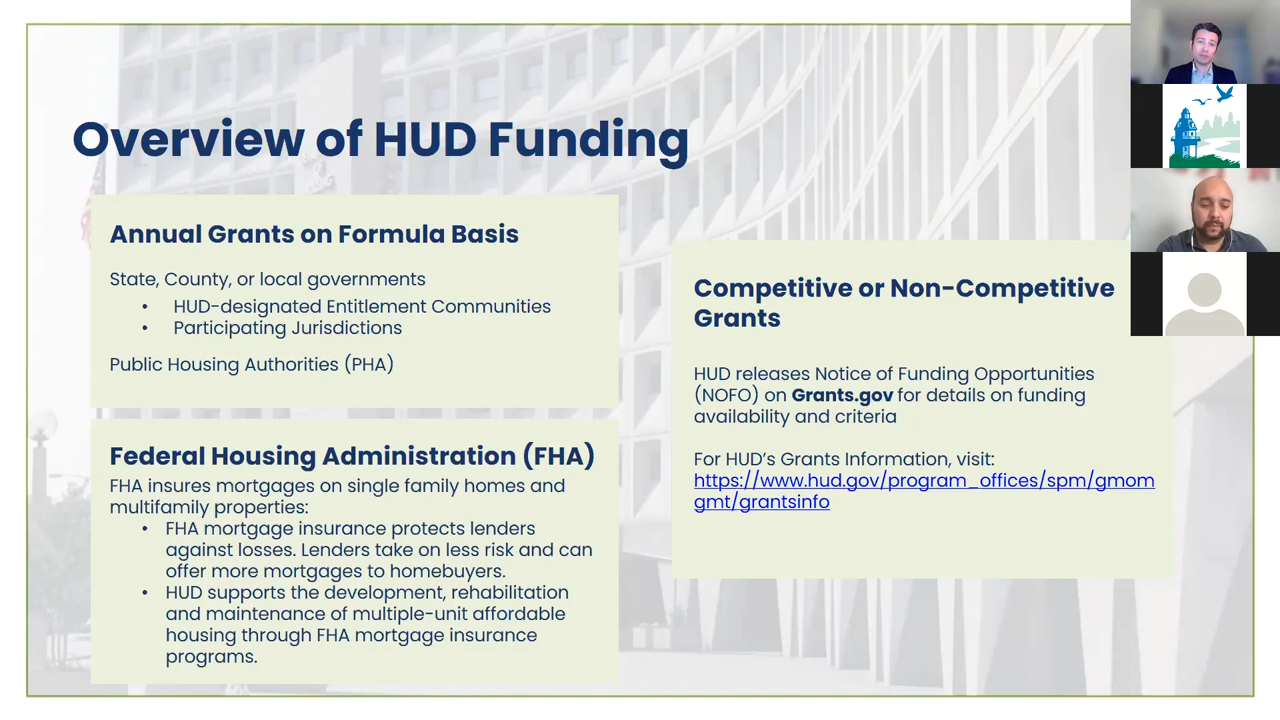 Overview of HUD Funding
Annual Grants on Formula Basis
State, County, or local governments
• HUD-designated Entitlement Communities
• Participating Jurisdictions
Public Housing Authorities (PHA)
Federal Housing Administration (FHA)
FHA insures mortgages on single family homes and
multifamily properties:
• FHA mortgage insurance protects lenders
against losses. Lenders take on less risk and can
offer more mortgages to homebuyers.
• HUD supports the development, rehabilitation
and maintenance of multiple-unit affordable
housing through FHA mortgage insurance
programs.
Competitive or Non-Competitive
Grants
HUD releases Notice of Funding Opportunities
(NOFO) on Grants.gov for details on funding
availability and criteria
For HUD's Grants Information, visit:
https://www.hud.gov/program_offices/spm/gmom
gmt/grantsinfo